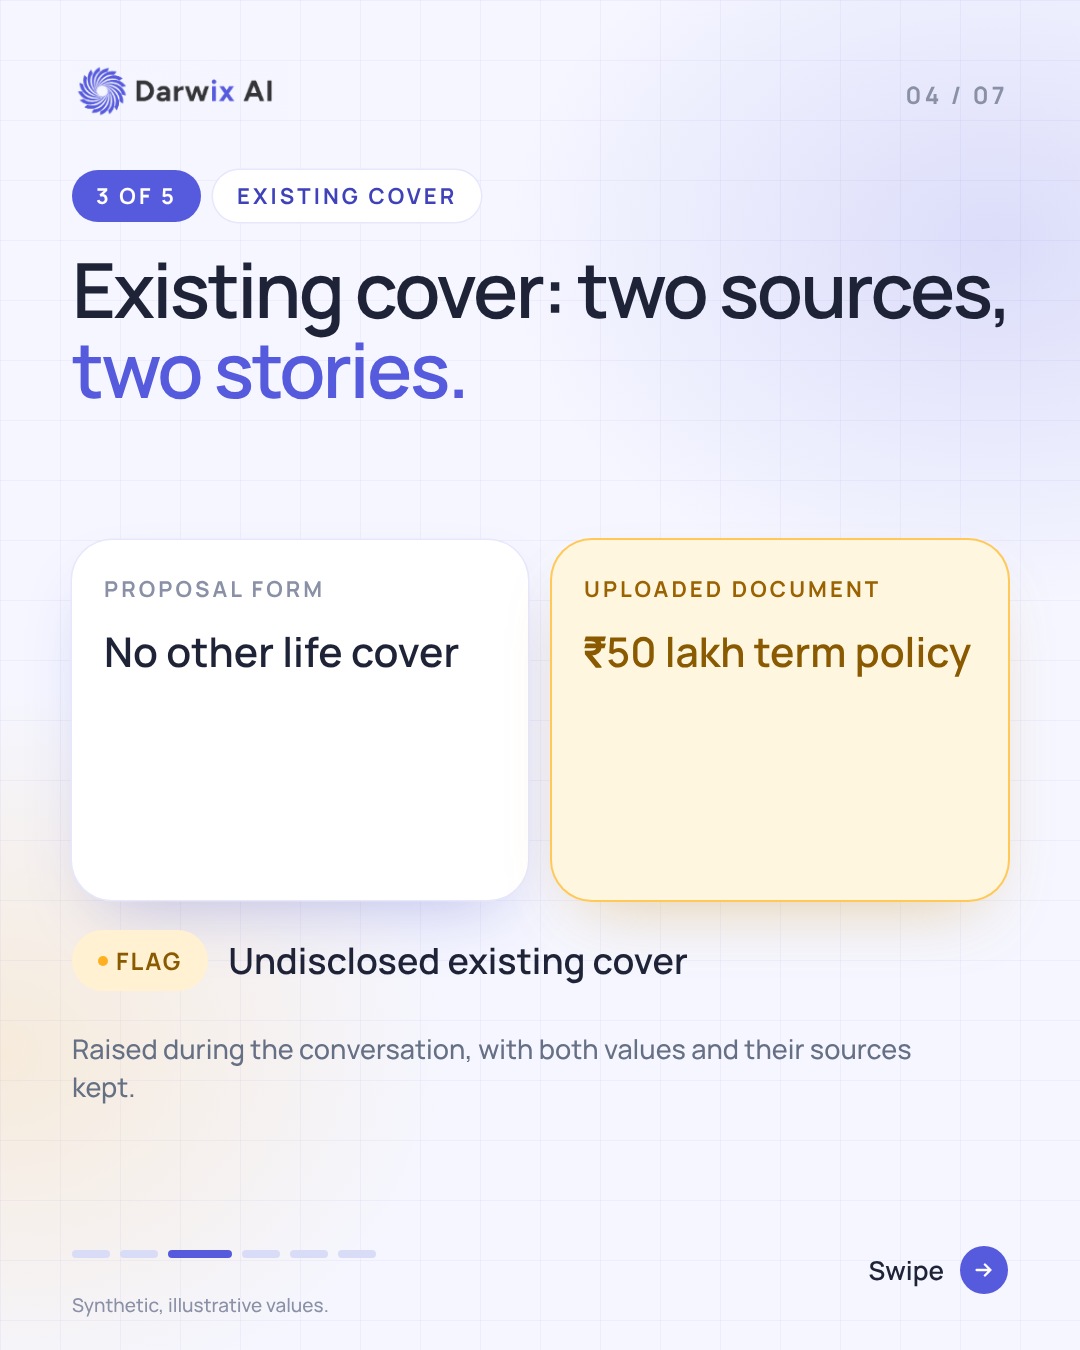 Darwix AI
04 / 07
3 OF 5
EXISTING COVER
Existing cover: two sources,
two stories.
PROPOSAL FORM
No other life cover
UPLOADED DOCUMENT
₹50 lakh term policy
FLAG
Undisclosed existing cover
Raised during the conversation, with both values and their sources
kept.
Swipe
Synthetic, illustrative values.